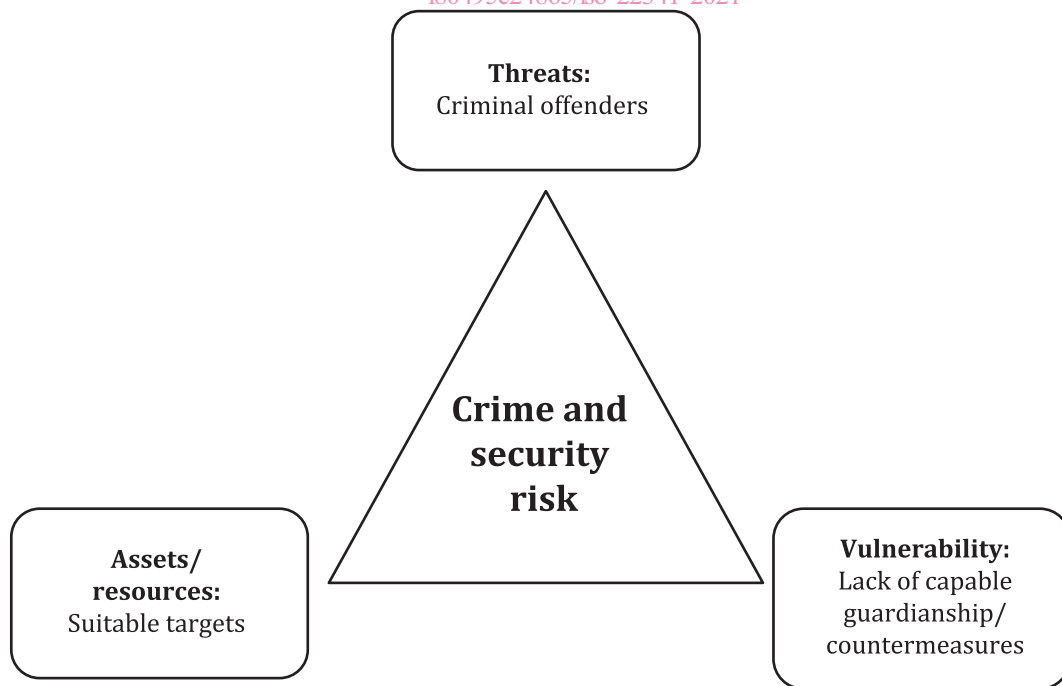 Threats:
Criminal offenders
Crime and
security
risk
Assets/
resources:
Suitable targets
Vulnerability:
Lack of capable
guardianship/
countermeasures